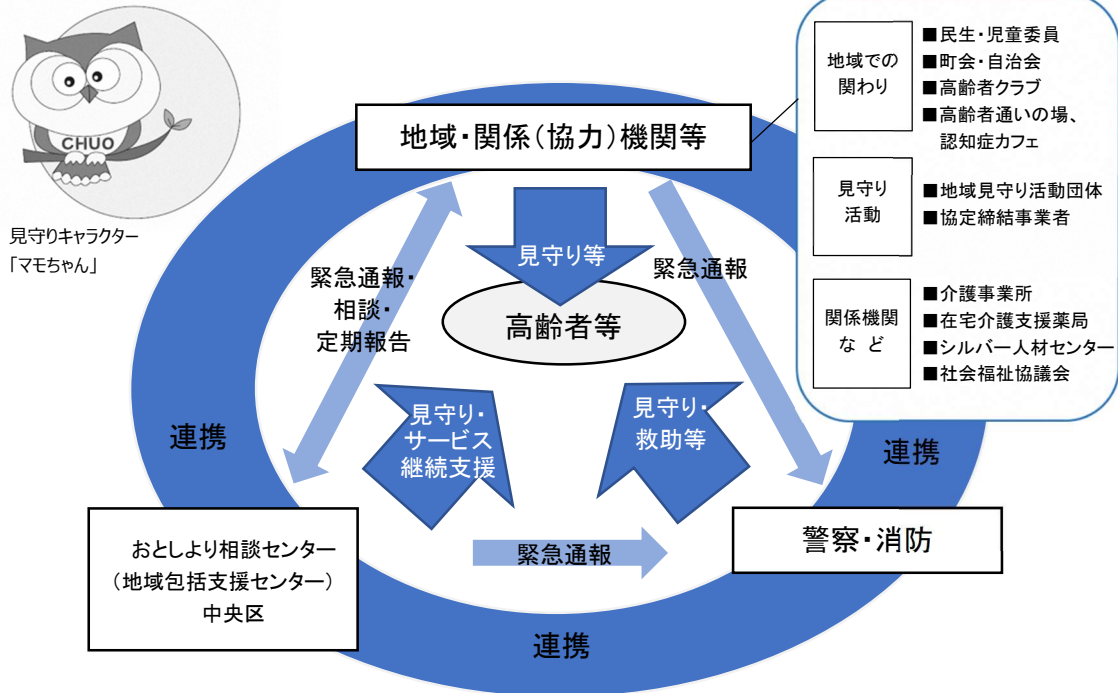 CHUO
見守りキャラクター
「マモちゃん」
地域・関係(協力)機関等
地域での
関わり
■民生・児童委員
■町会・自治会
■高齢者クラブ
■高齢者通いの場、
認知症カフェ
見守り
活動
■地域見守り活動団体
■協定締結事業者
関係機関
な ど
■介護事業所
■在宅介護支援薬局
■シルバー人材センター
■社会福祉協議会
見守り等
緊急通報・
相談・
定期報告
緊急通報
高齢者等
見守り・
サービス
継続支援
見守り・
救助等
連携
連携
おとしより相談センター
(地域包括支援センター)
中央区
緊急通報
警察・消防
連携